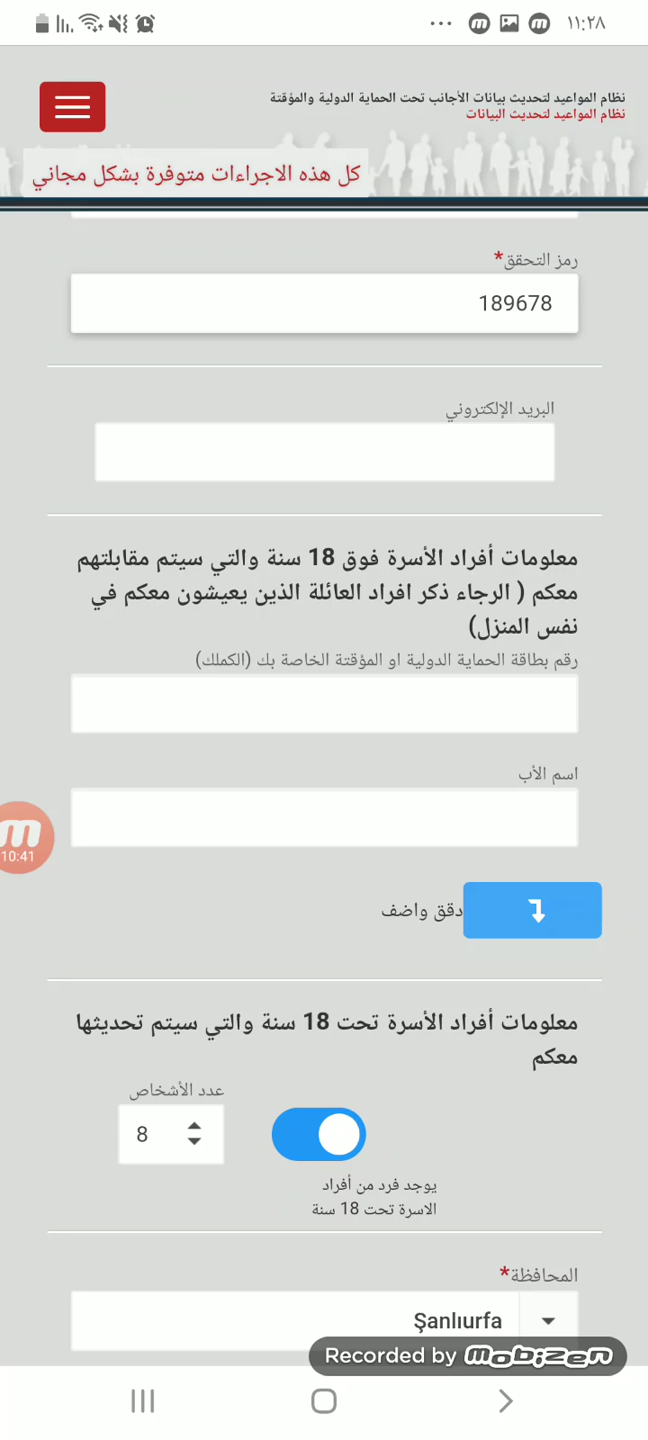 ١١:٢٨
نظام المواعيد لتحديث بيانات الأجانب تحت الحماية الدولية والمؤقتة
نظام المواعيد لتحديث البيانات
كل هذه الاجراءات متوفرة بشكل مجاني
رمز التحقق*
189678
البريد الإلكتروني
معلومات أفراد الأسرة فوق 18 سنة والتي سيتم مقابلتهم
معكم ( الرجاء ذكر افراد العائلة الذين يعيشون معكم في
نفس المنزل)
رقم بطاقة الحماية الدولية او المؤقتة الخاصة بك (الكملك)
اسم الأب
10:41
دقق واضف
معلومات أفراد الأسرة تحت 18 سنة والتي سيتم تحديثها
معكم
عدد الأشخاص
8
يوجد فرد من أفراد
الاسرة تحت 18 سنة
المحافظة*
Şanlıurfa
Recorded by mobizen